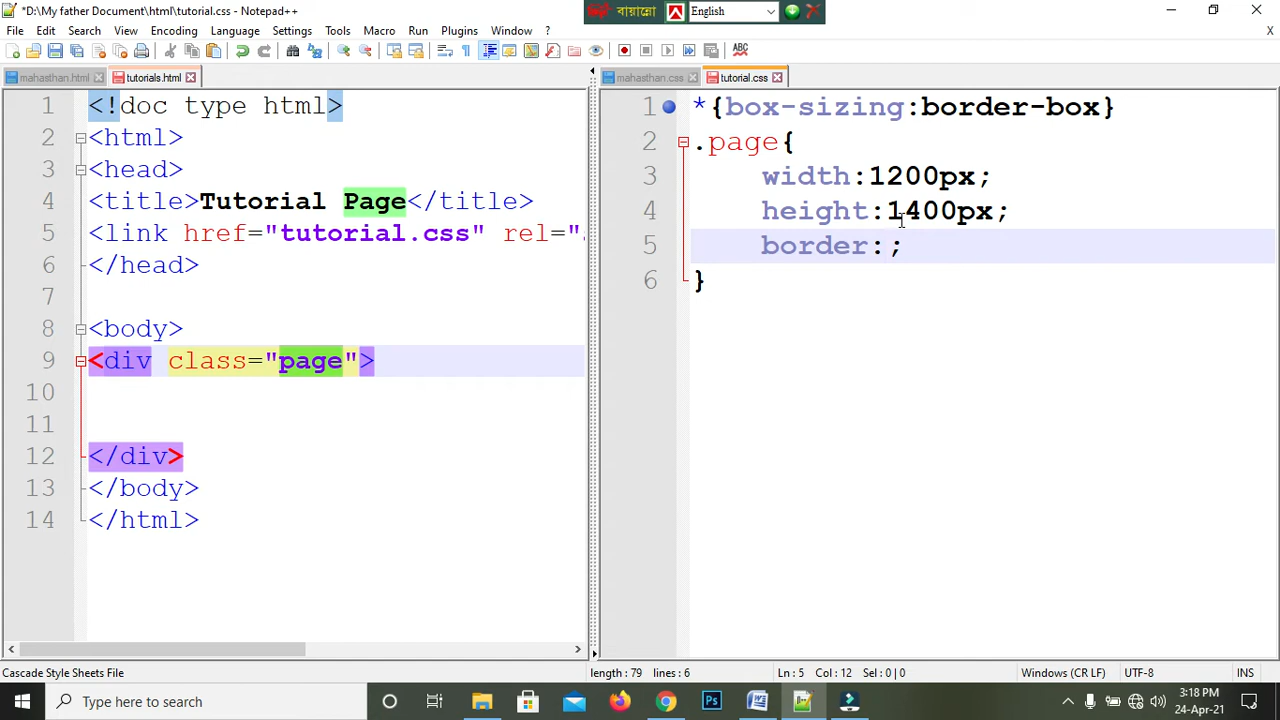 *D:\My father Document\html\tutorial.css - Notepad++
বায়ান্নো
English
File Edit Search View Encoding Language Settings Tools Macro Run Plugins Window ?
X
ABC
mahasthan.html
tutorials.html
mahasthan.css
tutorial.css
1 <!doc type html>
2 <html>
3 <head>
4 <title>Tutorial Page</title>
5 <link href="tutorial.css" rel="
6 </head>
7
8 <body>
9 <div class="page">
10
11
12 </div>
13 </body>
14 </html>
1 *{box-sizing:border-box}
2 .page{
3 width:1200px;
4 height:1400px;
5 border:;
6 }
Cascade Style Sheets File
length : 79 lines : 6
Ln : 5 Col : 12 Sel : 0 | 0
Windows (CR LF)
UTF-8
INS
Type here to search
3:18 PM
24-Apr-21